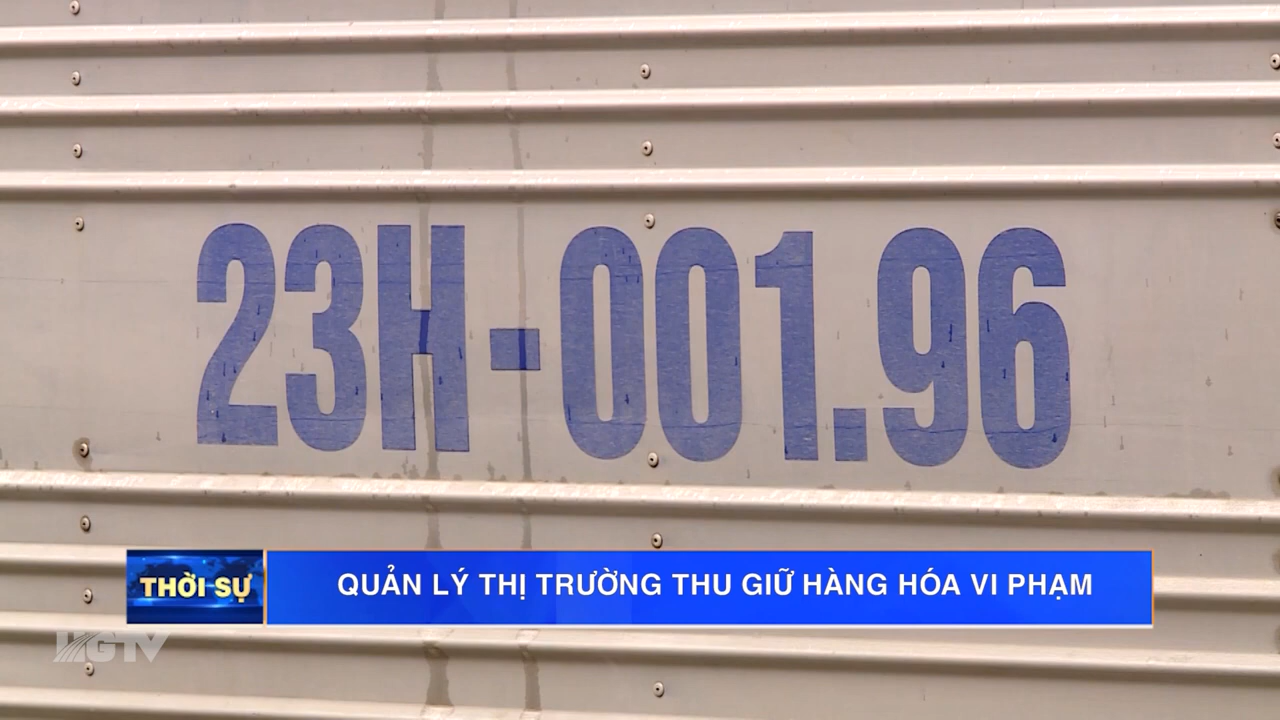 23H-001.96
THỜI SỰ
QUẢN LÝ THỊ TRƯỜNG THU GIỮ HÀNG HÓA VI PHẠM
HGTV